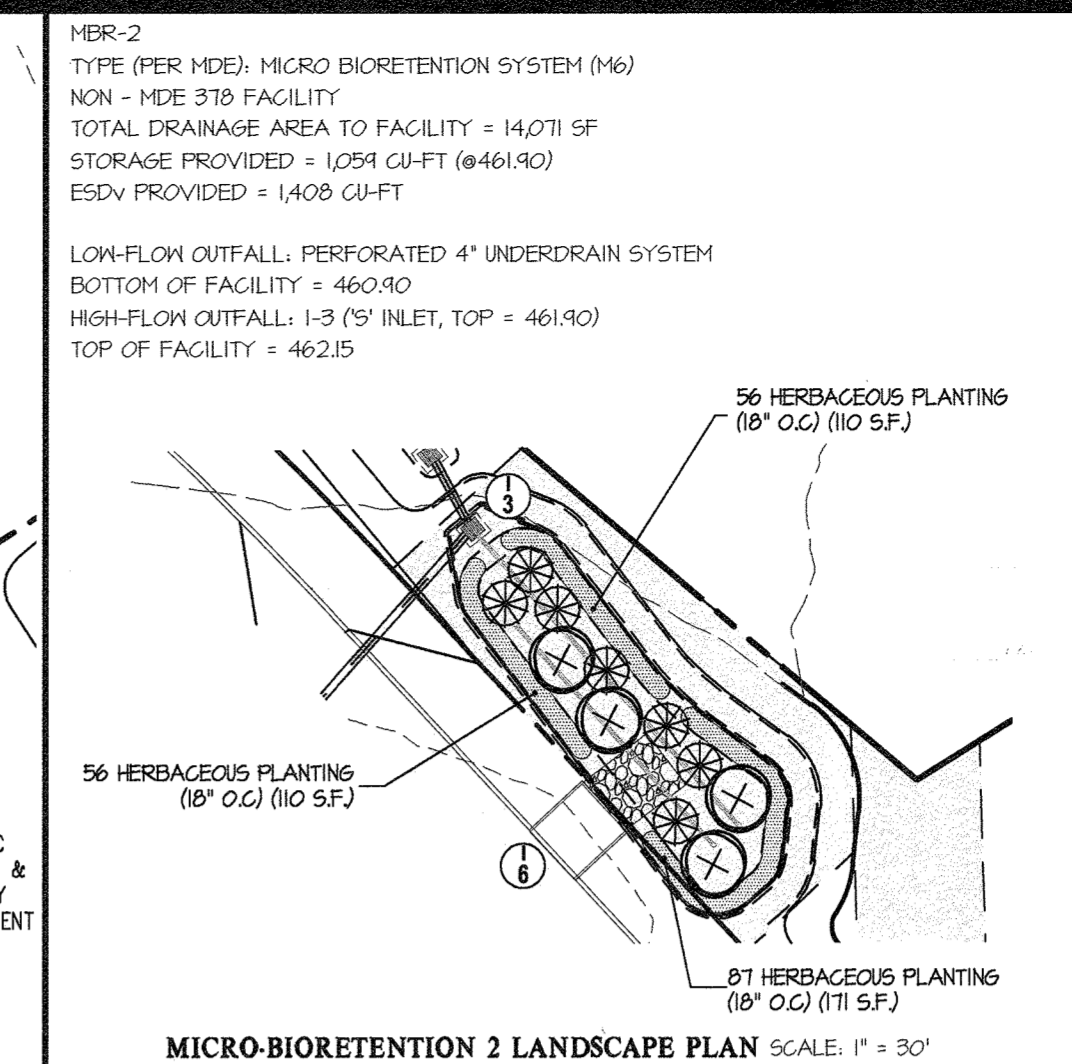 MBR-2
TYPE (PER MDE): MICRO BIORETENTION SYSTEM (M6)
NON - MDE 378 FACILITY
TOTAL DRAINAGE AREA TO FACILITY = 14,071 SF
STORAGE PROVIDED = 1,059 CU-FT (@461.90)
ESDv PROVIDED = 1,408 CU-FT
LOW-FLOW OUTFALL: PERFORATED 4" UNDERDRAIN SYSTEM
BOTTOM OF FACILITY = 460.90
HIGH-FLOW OUTFALL: I-3 ('S' INLET, TOP = 461.90)
TOP OF FACILITY = 462.15
56 HERBACEOUS PLANTING
(18" O.C) (110 S.F.)
I
3
56 HERBACEOUS PLANTING
(18" O.C) (110 S.F.)
I
6
C
&
Y
ENT
87 HERBACEOUS PLANTING
(18" O.C) (171 S.F.)
MICRO-BIORETENTION 2 LANDSCAPE PLAN SCALE: 1" = 30'